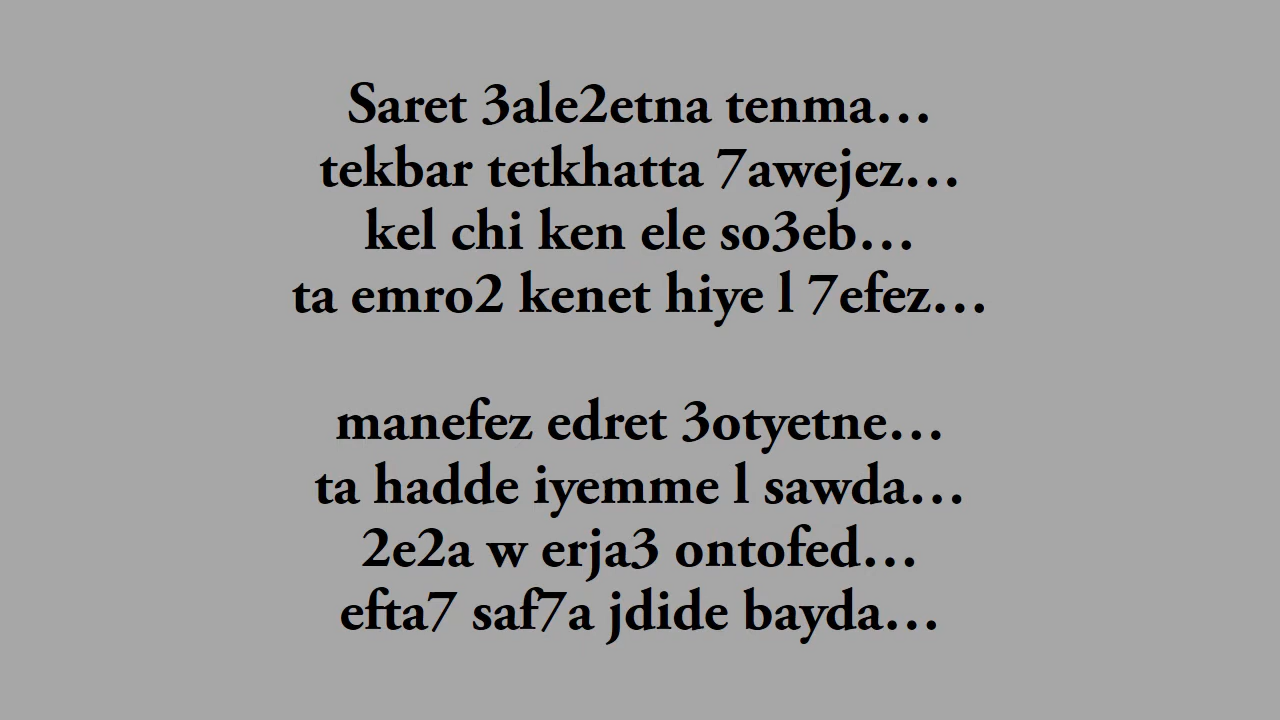 Saret 3ale2etna tenma...
tekbar tetkhatta 7awejez...
kel chi ken ele so3eb...
ta emro2 kenet hiye l 7efez...
manefez edret 3otyetne...
ta hadde iyemme l sawda...
2e2a w erja3 ontofed...
efta7 saf7a jdide bayda...